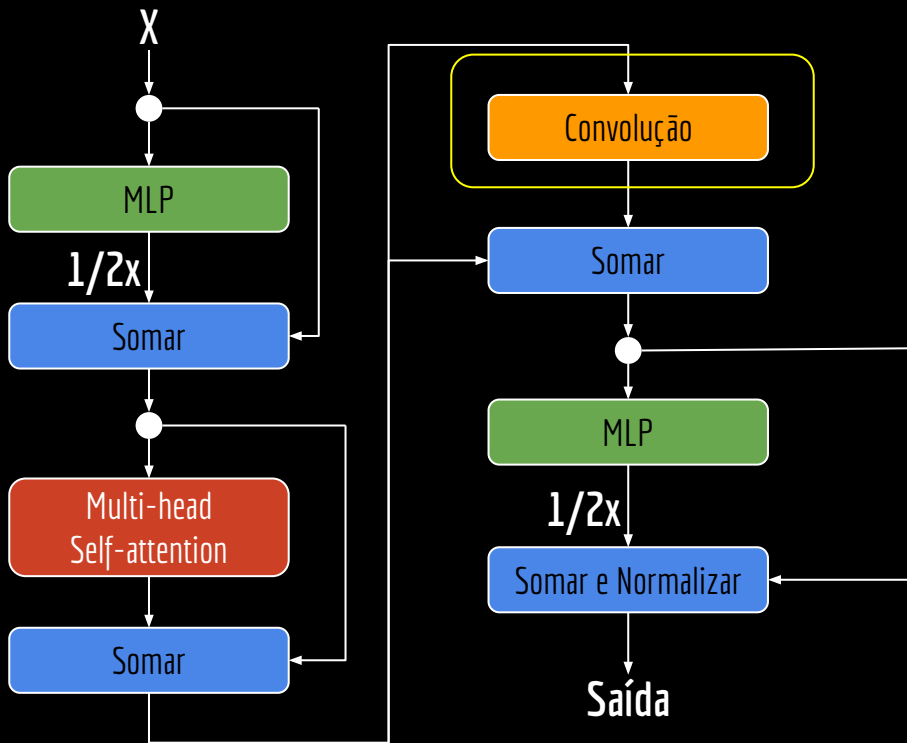 X
MLP
1/2x
Somar
Multi-head
Self-attention
Somar
Convolução
Somar
MLP
1/2x
Somar e Normalizar
Saída